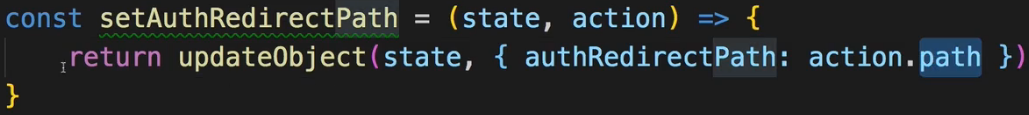 const setAuthRedirectPath = (state, action) => {
    return updateObject(state, { authRedirectPath: action.path })
}